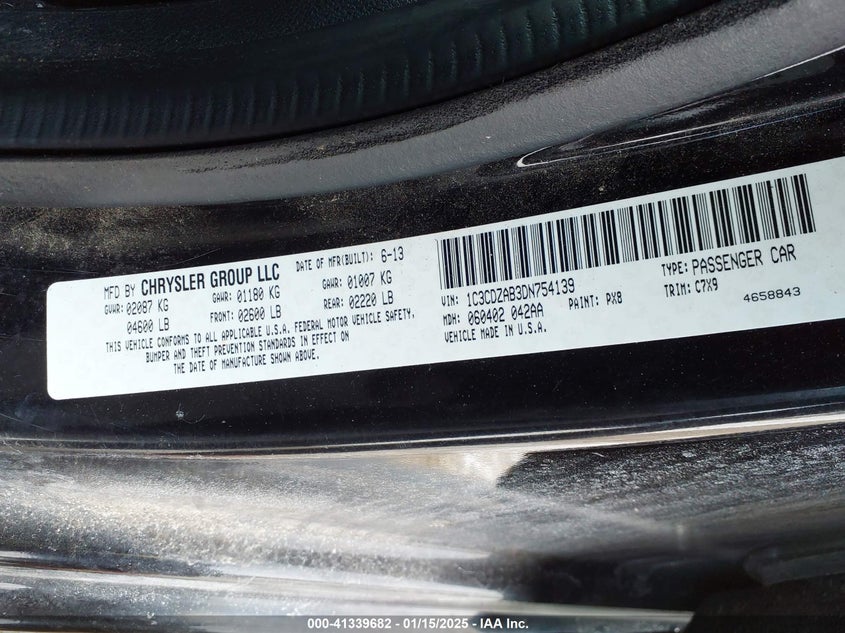 MFD BY CHRYSLER GROUP LLC DATE OF MFR(BUILT): 6-13
GVWR: 02087 KG GAWR: 01180 KG GAWR: 01007 KG
04600 LB FRONT: 02600 LB REAR: 02220 LB
THIS VEHICLE CONFORMS TO ALL APPLICABLE U.S.A. FEDERAL MOTOR VEHICLE SAFETY,
BUMPER AND THEFT PREVENTION STANDARDS IN EFFECT ON
THE DATE OF MANUFACTURE SHOWN ABOVE.
VIN: 1C3CDZAB3DN754139 TYPE: PASSENGER CAR
MDH: 060402 042AA PAINT: PX8 TRIM: C7X9
VEHICLE MADE IN U.S.A. 4658843
000-41339682 - 01/15/2025 - IAA Inc.